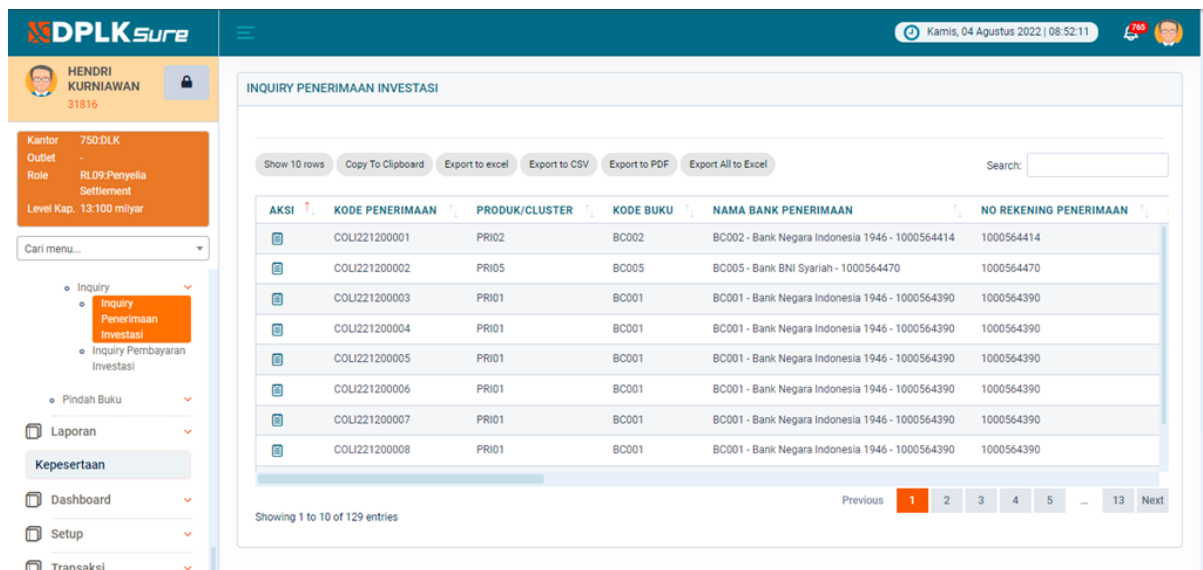 DPLKSure
Kamis, 04 Agustus 2022 | 08:52:11
765
HENDRI
KURNIAWAN
31816
Kantor 750:DLK
Outlet -
Role RL09:Penyelia
Settlement
Level Kap. 13:100 milyar
Cari menu...
Inquiry
Inquiry
Penerimaan
Investasi
Inquiry Pembayaran
Investasi
Pindah Buku
Laporan
Kepesertaan
Dashboard
Setup
Transaksi
INQUIRY PENERIMAAN INVESTASI
Show 10 rows Copy To Clipboard Export to excel Export to CSV Export to PDF Export All to Excel Search:
AKSI KODE PENERIMAAN PRODUK/CLUSTER KODE BUKU NAMA BANK PENERIMAAN NO REKENING PENERIMAAN
COLI221200001 PRI02 BC002 BC002 - Bank Negara Indonesia 1946 - 1000564414 1000564414
COLI221200002 PRI05 BC005 BC005 - Bank BNI Syariah - 1000564470 1000564470
COLI221200003 PRI01 BC001 BC001 - Bank Negara Indonesia 1946 - 1000564390 1000564390
COLI221200004 PRI01 BC001 BC001 - Bank Negara Indonesia 1946 - 1000564390 1000564390
COLI221200005 PRI01 BC001 BC001 - Bank Negara Indonesia 1946 - 1000564390 1000564390
COLI221200006 PRI01 BC001 BC001 - Bank Negara Indonesia 1946 - 1000564390 1000564390
COLI221200007 PRI01 BC001 BC001 - Bank Negara Indonesia 1946 - 1000564390 1000564390
COLI221200008 PRI01 BC001 BC001 - Bank Negara Indonesia 1946 - 1000564390 1000564390
Previous 1 2 3 4 5 ... 13 Next
Showing 1 to 10 of 129 entries